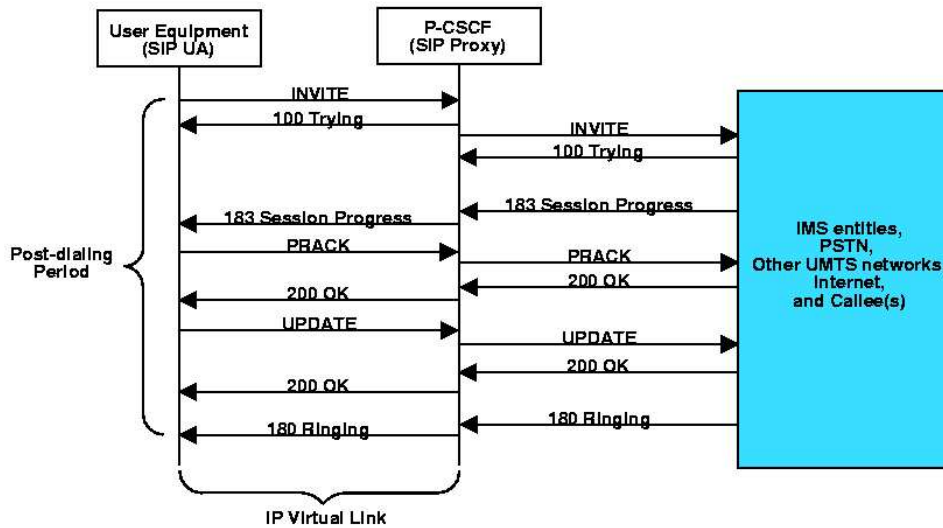 User Equipment
(SIP UA)
P-CSCF
(SIP Proxy)
INVITE
100 Trying
INVITE
100 Trying
183 Session Progress
183 Session Progress
PRACK
PRACK
200 OK
200 OK
UPDATE
UPDATE
200 OK
200 OK
180 Ringing
180 Ringing
Post-dialing
Period
IMS entities,
PSTN,
Other UMTS networks
Internet,
and Callee(s)
IP Virtual Link